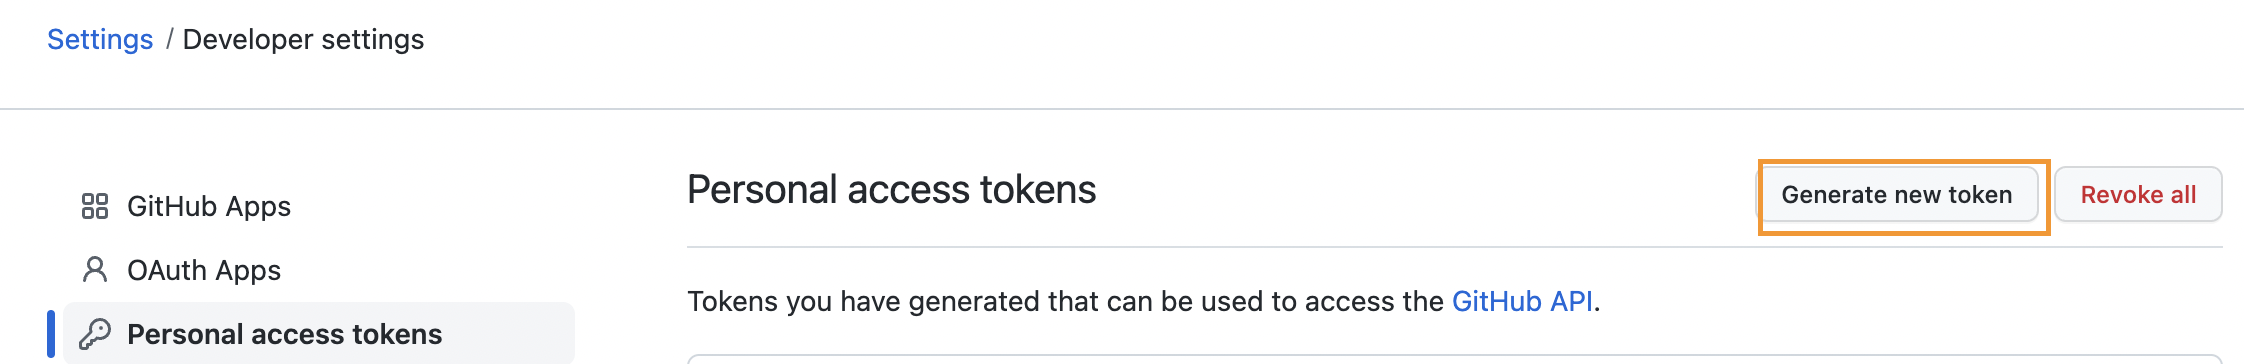 Settings / Developer settings
GitHub Apps
OAuth Apps
Personal access tokens
Personal access tokens
Generate new token
Revoke all
Tokens you have generated that can be used to access the GitHub API.